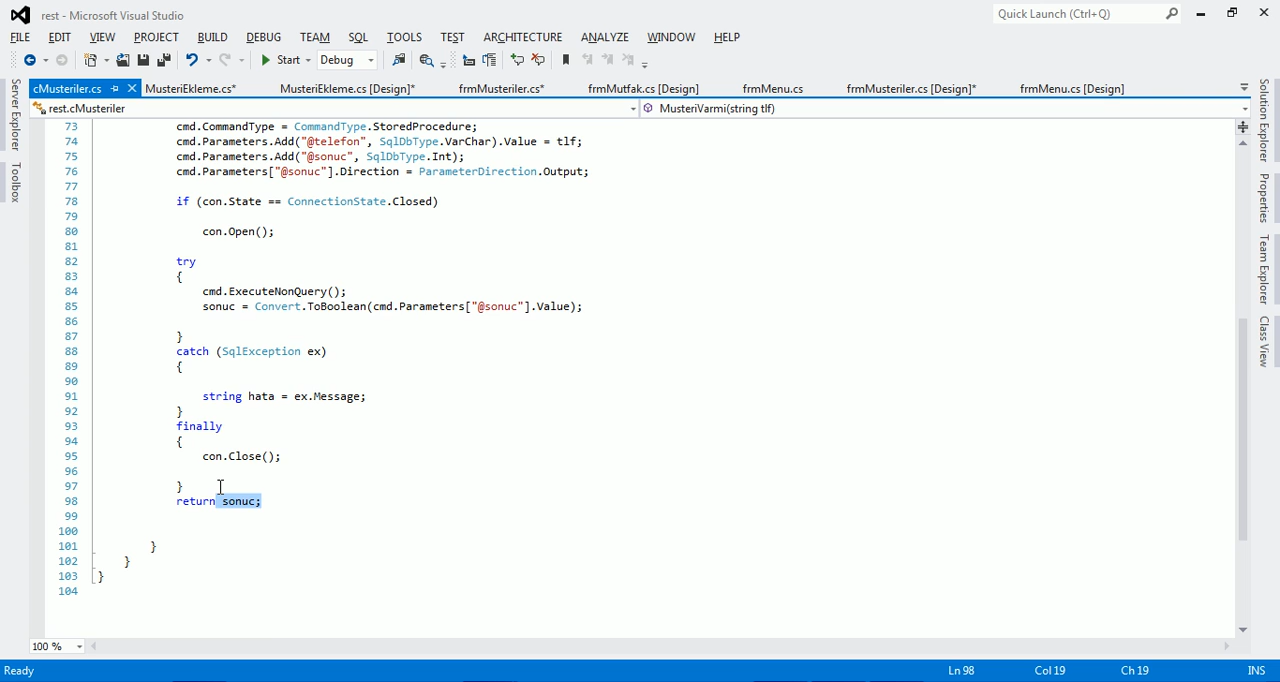 rest - Microsoft Visual Studio
Quick Launch (Ctrl+Q)
FILE EDIT VIEW PROJECT BUILD DEBUG TEAM SQL TOOLS TEST ARCHITECTURE ANALYZE WINDOW HELP
Start Debug
cMusteriler.cs MusteriEkleme.cs* MusteriEkleme.cs [Design]* frmMusteriler.cs* frmMutfak.cs [Design] frmMenu.cs frmMusteriler.cs [Design]* frmMenu.cs [Design]
rest.cMusteriler MusteriVarmi(string tlf)
Server Explorer
Toolbox
73 cmd.CommandType = CommandType.StoredProcedure;
74 cmd.Parameters.Add("@telefon", SqlDbType.VarChar).Value = tlf;
75 cmd.Parameters.Add("@sonuc", SqlDbType.Int);
76 cmd.Parameters["@sonuc"].Direction = ParameterDirection.Output;
77
78 if (con.State == ConnectionState.Closed)
79
80 con.Open();
81
82 try
83 {
84 cmd.ExecuteNonQuery();
85 sonuc = Convert.ToBoolean(cmd.Parameters["@sonuc"].Value);
86
87 }
88 catch (SqlException ex)
89 {
90
91 string hata = ex.Message;
92 }
93 finally
94 {
95 con.Close();
96
97 }
98 return sonuc;
99
100
101 }
102 }
103 }
104
Solution Explorer
Properties
Team Explorer
Class View
100 %
Ready Ln 98 Col 19 Ch 19 INS